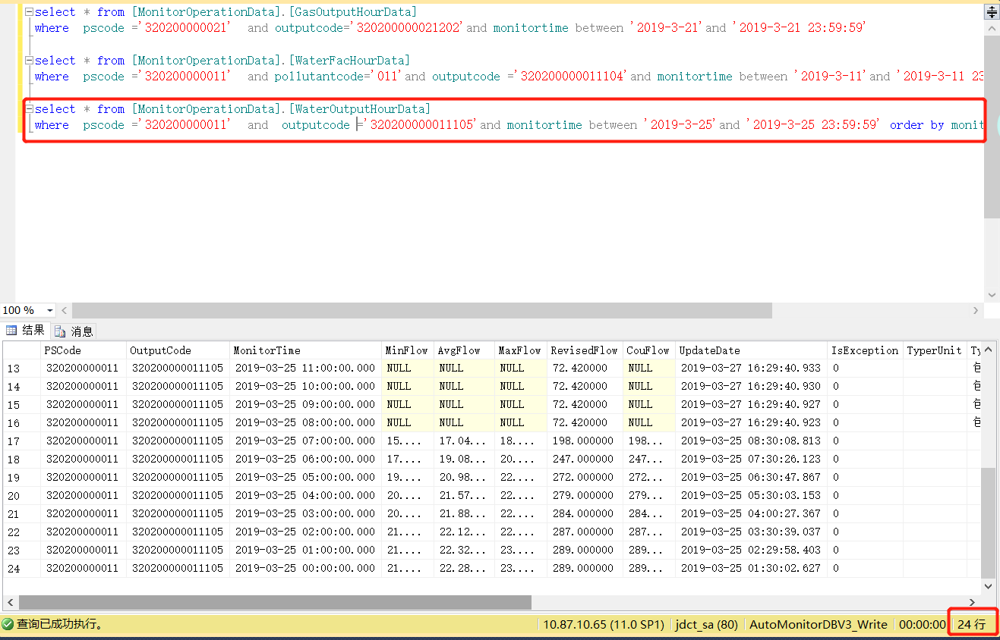 select * from [MonitorOperationData].[GasOutputHourData]
where pscode ='320200000021' and outputcode='320200000021202'and monitortime between '2019-3-21'and '2019-3-21 23:59:59'
select * from [MonitorOperationData].[WaterFacHourData]
where pscode ='320200000011' and pollutantcode='011'and outputcode ='320200000011104'and monitortime between '2019-3-11'and '2019-3-11 23
select * from [MonitorOperationData].[WaterOutputHourData]
where pscode ='320200000011' and outputcode ='320200000011105'and monitortime between '2019-3-25'and '2019-3-25 23:59:59' order by monit
100 %
结果 消息
PSCode OutputCode MonitorTime MinFlow AvgFlow MaxFlow RevisedFlow CouFlow UpdateDate IsException TyperUnit Ty
13 320200000011 320200000011105 2019-03-25 11:00:00.000 NULL NULL NULL 72.420000 NULL 2019-03-27 16:29:40.933 0
14 320200000011 320200000011105 2019-03-25 10:00:00.000 NULL NULL NULL 72.420000 NULL 2019-03-27 16:29:40.930 0
15 320200000011 320200000011105 2019-03-25 09:00:00.000 NULL NULL NULL 72.420000 NULL 2019-03-27 16:29:40.927 0
16 320200000011 320200000011105 2019-03-25 08:00:00.000 NULL NULL NULL 72.420000 NULL 2019-03-27 16:29:40.923 0
17 320200000011 320200000011105 2019-03-25 07:00:00.000 15.... 17.04... 18.... 198.000000 198... 2019-03-25 08:30:08.813 0
18 320200000011 320200000011105 2019-03-25 06:00:00.000 17.... 19.08... 20.... 247.000000 247... 2019-03-25 07:30:26.123 0
19 320200000011 320200000011105 2019-03-25 05:00:00.000 19.... 20.98... 22.... 272.000000 272... 2019-03-25 06:30:47.867 0
20 320200000011 320200000011105 2019-03-25 04:00:00.000 20.... 21.57... 22.... 279.000000 279... 2019-03-25 05:30:03.153 0
21 320200000011 320200000011105 2019-03-25 03:00:00.000 20.... 21.88... 22.... 284.000000 284... 2019-03-25 04:00:27.367 0
22 320200000011 320200000011105 2019-03-25 02:00:00.000 21.... 22.12... 22.... 287.000000 287... 2019-03-25 03:30:39.037 0
23 320200000011 320200000011105 2019-03-25 01:00:00.000 21.... 22.32... 23.... 289.000000 289... 2019-03-25 02:29:58.403 0
24 320200000011 320200000011105 2019-03-25 00:00:00.000 21.... 22.28... 23.... 289.000000 289... 2019-03-25 01:30:02.627 0
查询已成功执行。 10.87.10.65 (11.0 SP1) jdct_sa (80) AutoMonitorDBV3_Write 00:00:00 24 行